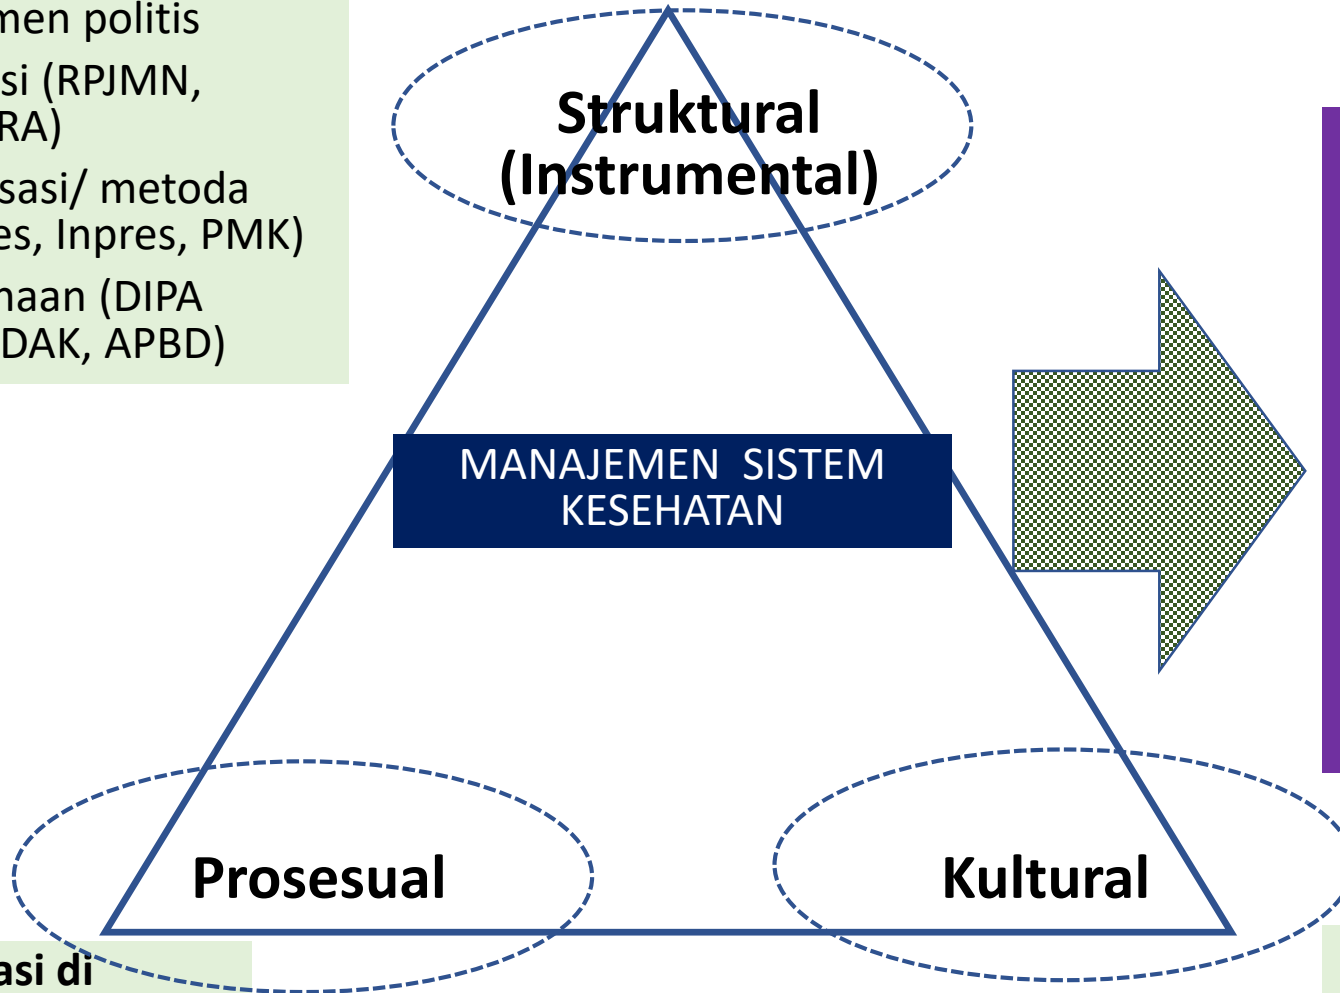 men politis
si (RPJMN,
RA)
sasi/ metoda
es, Inpres, PMK)
naan (DIPA
DAK, APBD)
Struktural
(Instrumental)
MANAJEMEN SISTEM
KESEHATAN
Prosesual
Kultural
asi di